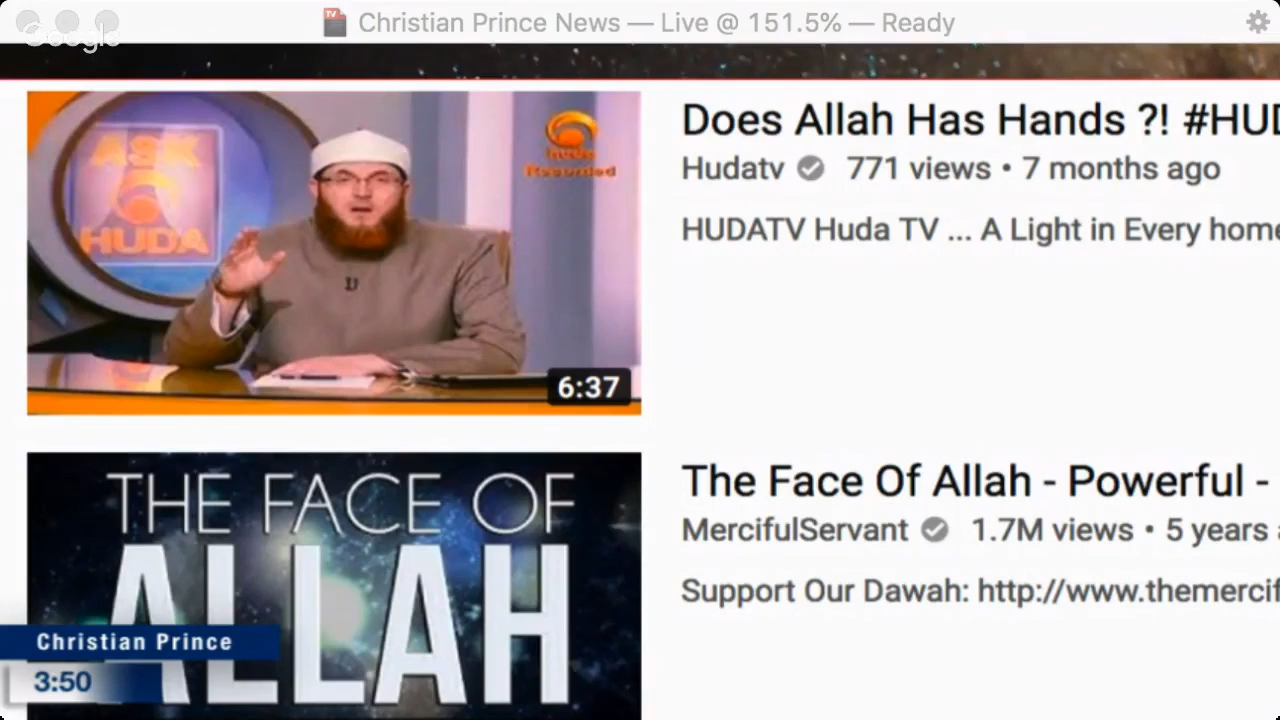 Christian Prince News — Live @ 151.5% — Ready
Google
ASK
HUDA
HUDA
Recorded
6:37
Does Allah Has Hands ?! #HUD
Hudatv 771 views • 7 months ago
HUDATV Huda TV ... A Light in Every home
THE FACE OF
ALLAH
The Face Of Allah - Powerful -
MercifulServant 1.7M views • 5 years
Support Our Dawah: http://www.themercif
Christian Prince
3:50